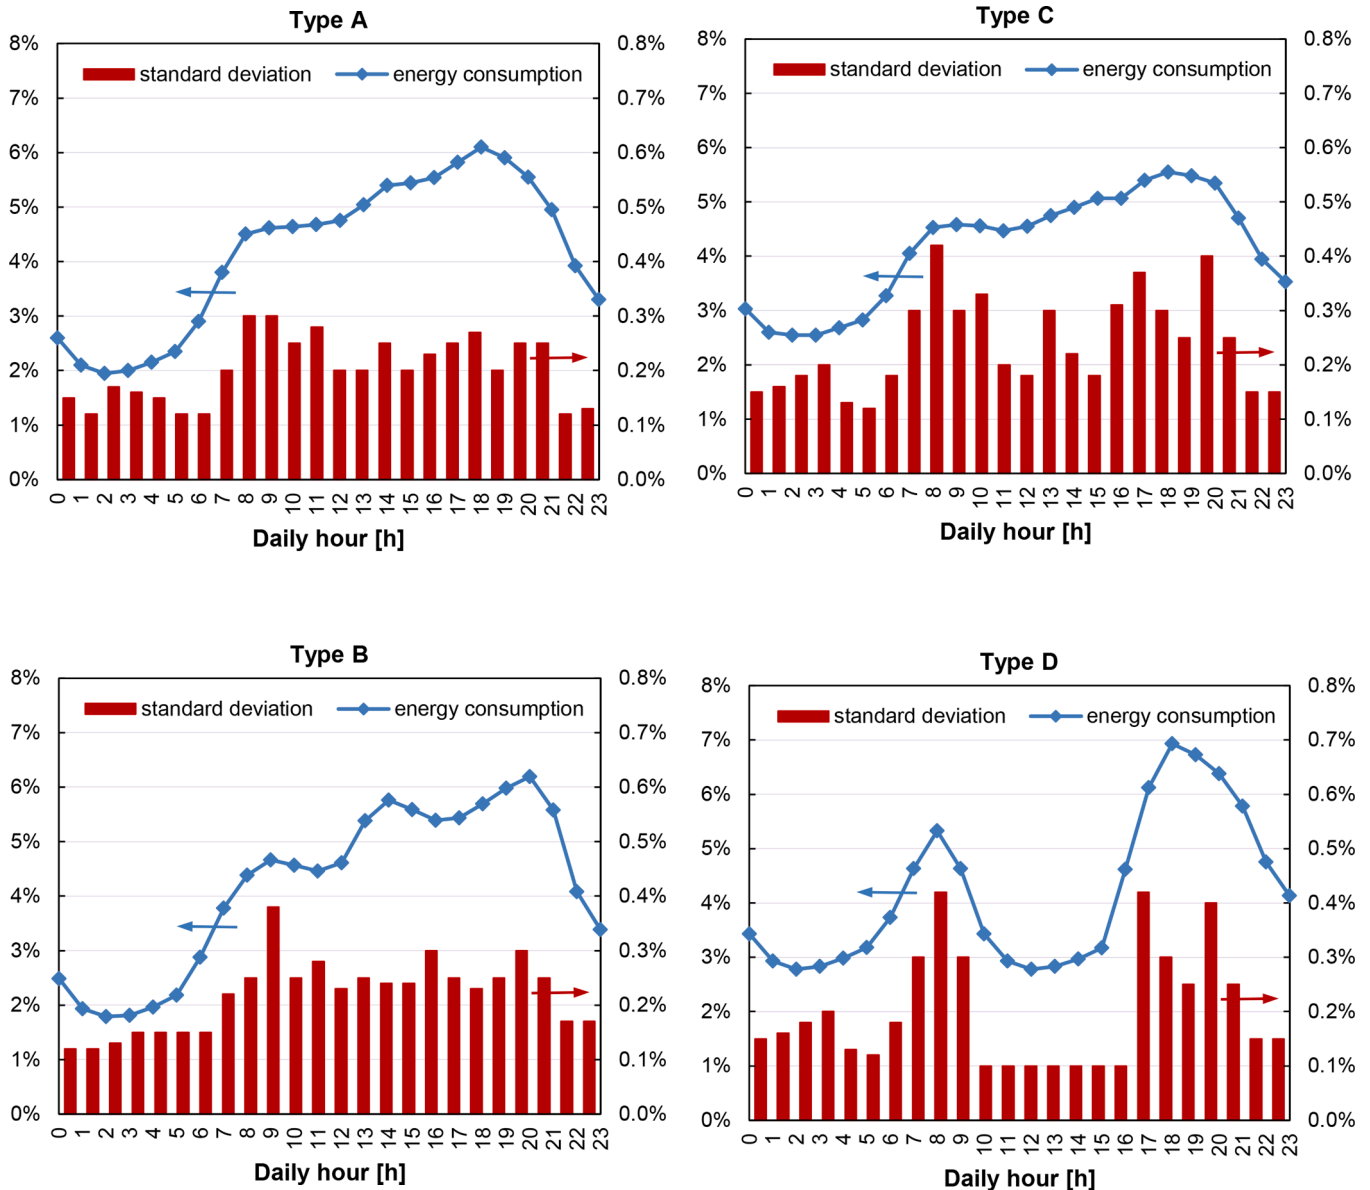 Type A
8% 0.8%
standard deviation energy consumption
7% 0.7%
6% 0.6%
5% 0.5%
4% 0.4%
3% 0.3%
2% 0.2%
1% 0.1%
0% 0.0%
0 1 2 3 4 5 6 7 8 9 10 11 12 13 14 15 16 17 18 19 20 21 22 23
Daily hour [h]
Type C
8% 0.8%
standard deviation energy consumption
7% 0.7%
6% 0.6%
5% 0.5%
4% 0.4%
3% 0.3%
2% 0.2%
1% 0.1%
0% 0.0%
0 1 2 3 4 5 6 7 8 9 10 11 12 13 14 15 16 17 18 19 20 21 22 23
Daily hour [h]
Type B
8% 0.8%
standard deviation energy consumption
7% 0.7%
6% 0.6%
5% 0.5%
4% 0.4%
3% 0.3%
2% 0.2%
1% 0.1%
0% 0.0%
0 1 2 3 4 5 6 7 8 9 10 11 12 13 14 15 16 17 18 19 20 21 22 23
Daily hour [h]
Type D
8% 0.8%
standard deviation energy consumption
7% 0.7%
6% 0.6%
5% 0.5%
4% 0.4%
3% 0.3%
2% 0.2%
1% 0.1%
0% 0.0%
0 1 2 3 4 5 6 7 8 9 10 11 12 13 14 15 16 17 18 19 20 21 22 23
Daily hour [h]